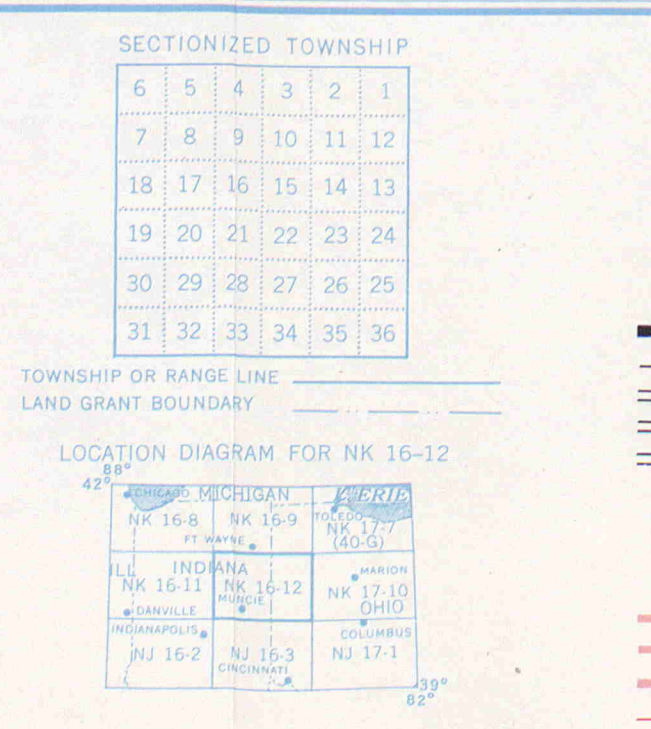 SECTIONIZED TOWNSHIP
6 5 4 3 2 1
7 8 9 10 11 12
18 17 16 15 14 13
19 20 21 22 23 24
30 29 28 27 26 25
31 32 33 34 35 36
TOWNSHIP OR RANGE LINE
LAND GRANT BOUNDARY
LOCATION DIAGRAM FOR NK 16-12
88°
42°
CHICAGO MICHIGAN L. ERIE
NK 16-8 NK 16-9 TOLEDO NK 17-7
FT WAYNE (40-G)
ILL INDIANA MARION
NK 16-11 NK 16-12 NK 17-10
DANVILLE MUNCIE OHIO
INDIANAPOLIS COLUMBUS
NJ 16-2 NJ 16-3 NJ 17-1
CINCINNATI
39°
82°